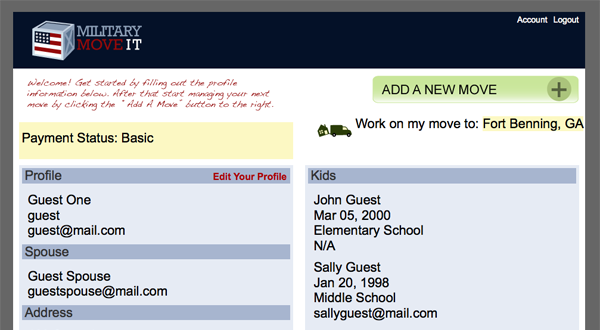 Account Logout
MILITARY
MOVE IT
Welcome! Get started by filling out the profile
information below. After that start managing your next
move by clicking the "Add A Move" button to the right.
ADD A NEW MOVE
Payment Status: Basic
Work on my move to: Fort Benning, GA
Profile
Edit Your Profile
Guest One
guest
guest@mail.com
Spouse
Guest Spouse
guestspouse@mail.com
Address
Kids
John Guest
Mar 05, 2000
Elementary School
N/A
Sally Guest
Jan 20, 1998
Middle School
sallyguest@mail.com